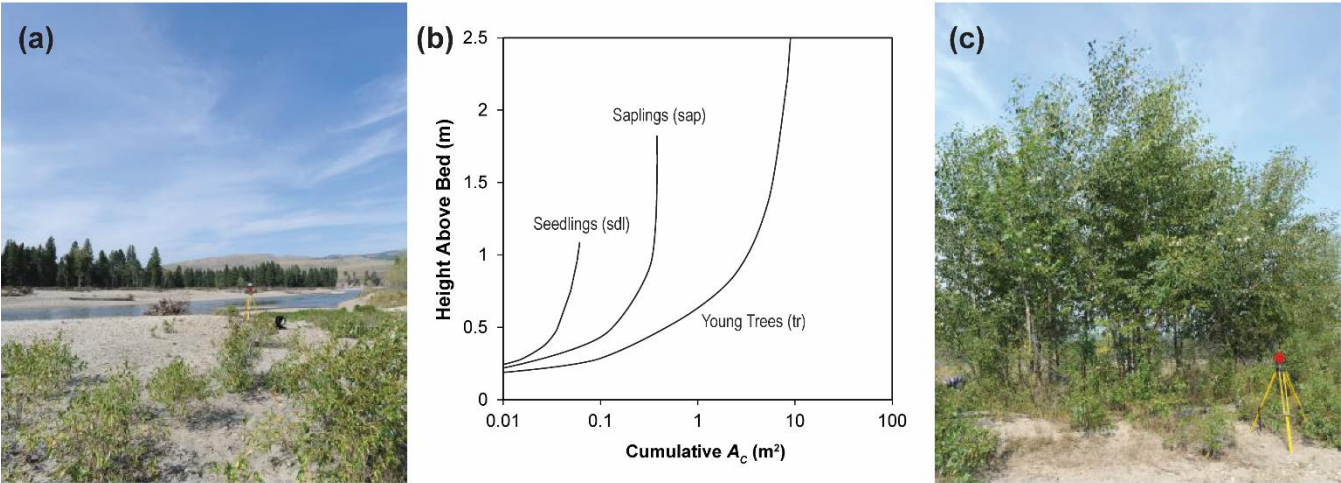 (a)
(b)
2.5
2
1.5
1
0.5
0
Height Above Bed (m)
Saplings (sap)
Seedlings (sdl)
Young Trees (tr)
0.01 0.1 1 10 100
Cumulative Ac (m²)
(c)